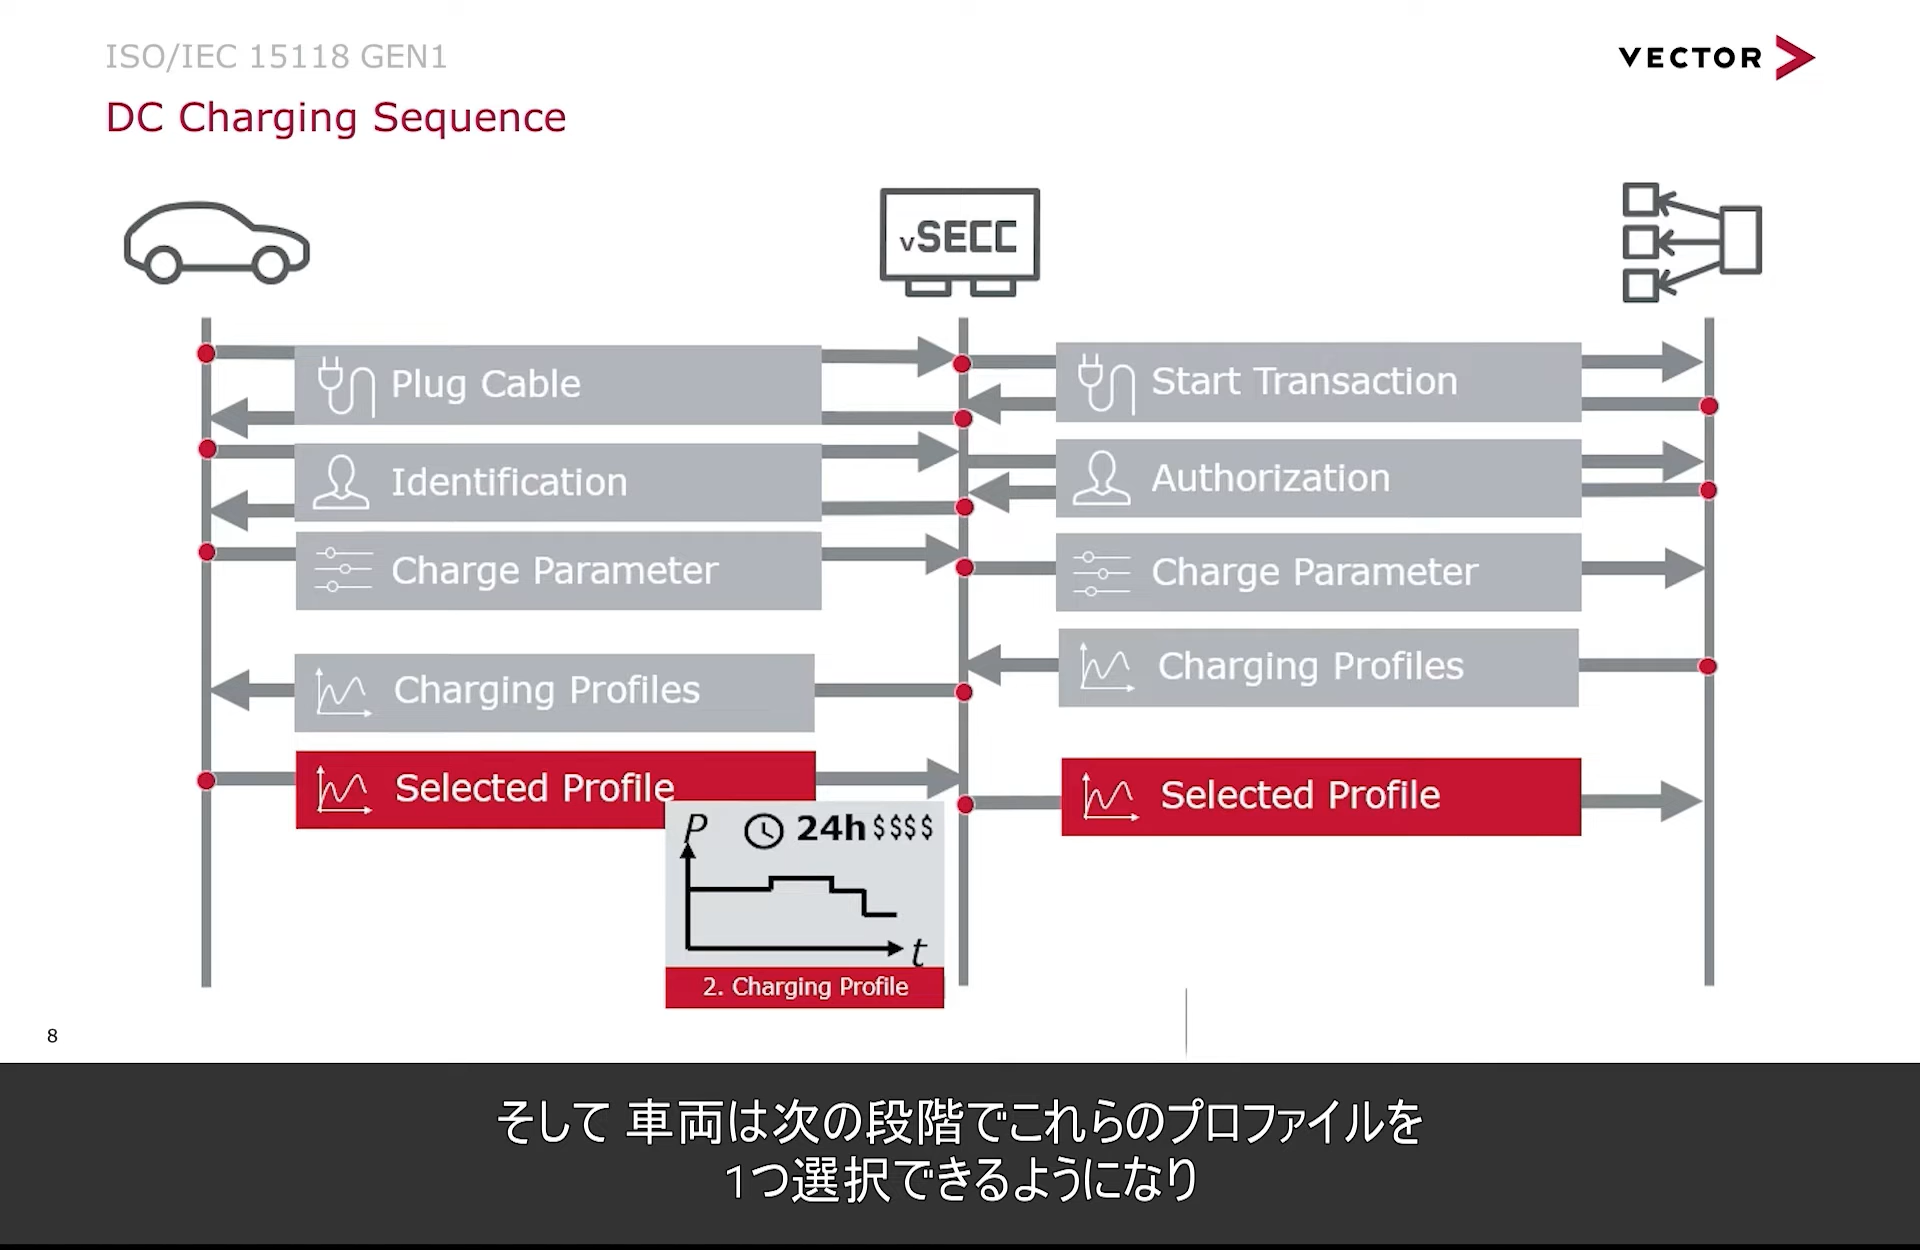 ISO/IEC 15118 GEN1
VECTOR
DC Charging Sequence
vSECC
Plug Cable
Start Transaction
Identification
Authorization
Charge Parameter
Charge Parameter
Charging Profiles
Charging Profiles
Selected Profile
Selected Profile
P 24h $$$$
t
2. Charging Profile
8
そして 車両は次の段階でこれらのプロファイルを
1つ選択できるようになり